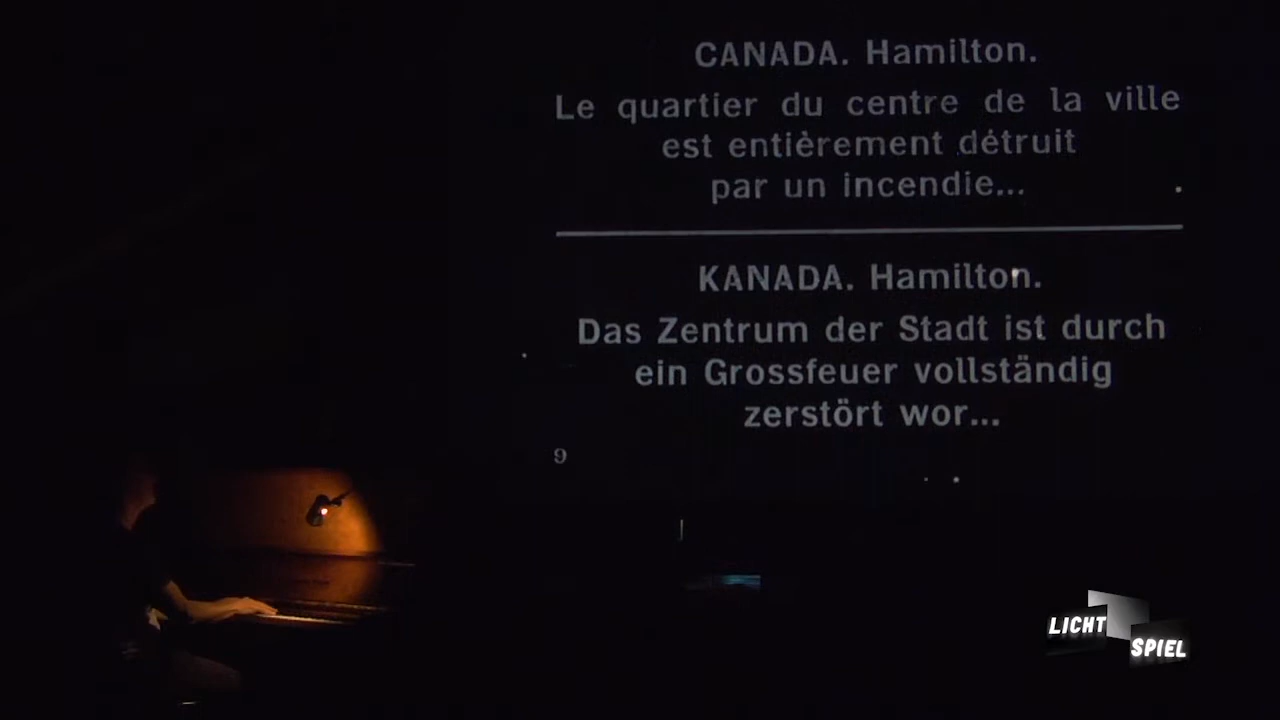 CANADA. Hamilton.
Le quartier du centre de la ville
est entièrement détruit
par un incendie...
KANADA. Hamilton.
Das Zentrum der Stadt ist durch
ein Grossfeuer vollständig
zerstört wor...
9
LICHT
SPIEL